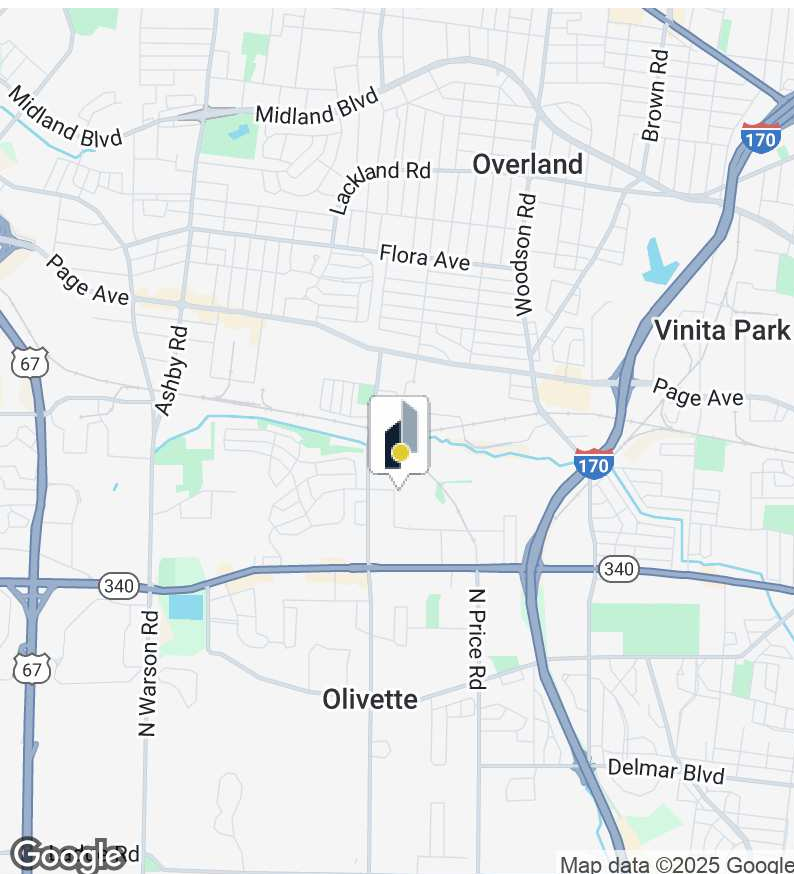 Brown Rd
Midland Blvd
Midland Blvd
170
Overland
Lackland Rd
Woodson Rd
Flora Ave
Page Ave
Vinita Park
Ashby Rd
67
Page Ave
170
340
340
N Price Rd
N Warson Rd
67
Olivette
Delmar Blvd
Google
Rd
Map data ©2025 Google